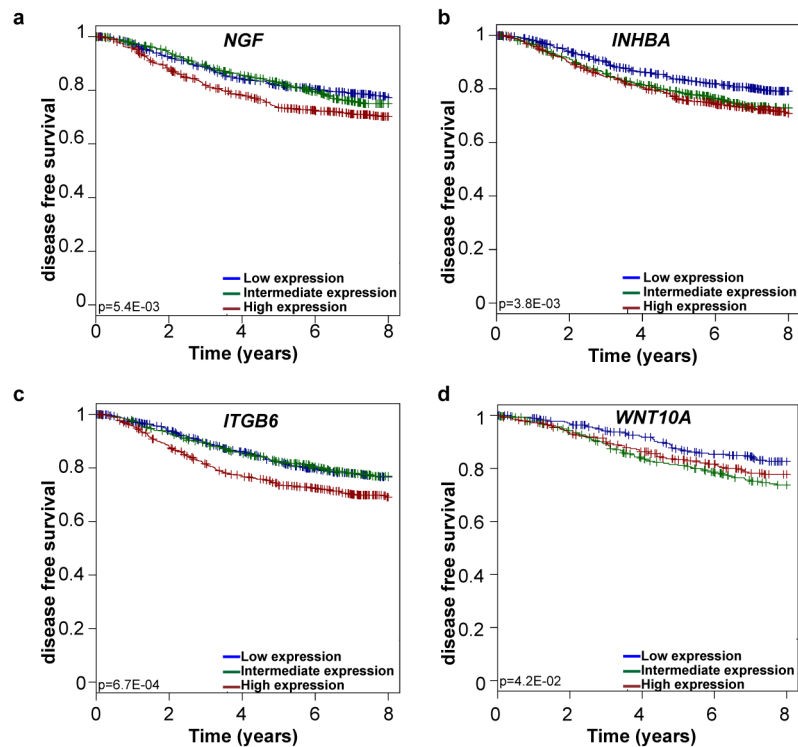 a
NGF
disease free survival
1
0.8
0.6
0.4
0.2
0
Low expression
Intermediate expression
High expression
p=5.4E-03
0 2 4 6 8
Time (years)
b
INHBA
disease free survival
1
0.8
0.6
0.4
0.2
0
Low expression
Intermediate expression
High expression
p=3.8E-03
0 2 4 6 8
Time (years)
c
ITGB6
disease free survival
1
0.8
0.6
0.4
0.2
0
Low expression
Intermediate expression
High expression
p=6.7E-04
0 2 4 6 8
Time (years)
d
WNT10A
disease free survival
1
0.8
0.6
0.4
0.2
0
Low expression
Intermediate expression
High expression
p=4.2E-02
0 2 4 6 8
Time (years)